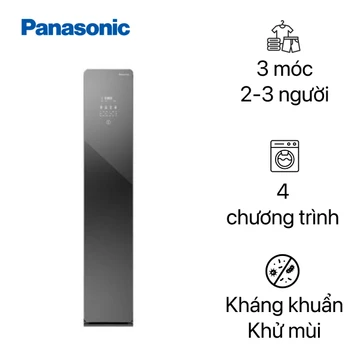 Panasonic
3 móc
2-3 người
4
chương trình
Kháng khuẩn
Khử mùi